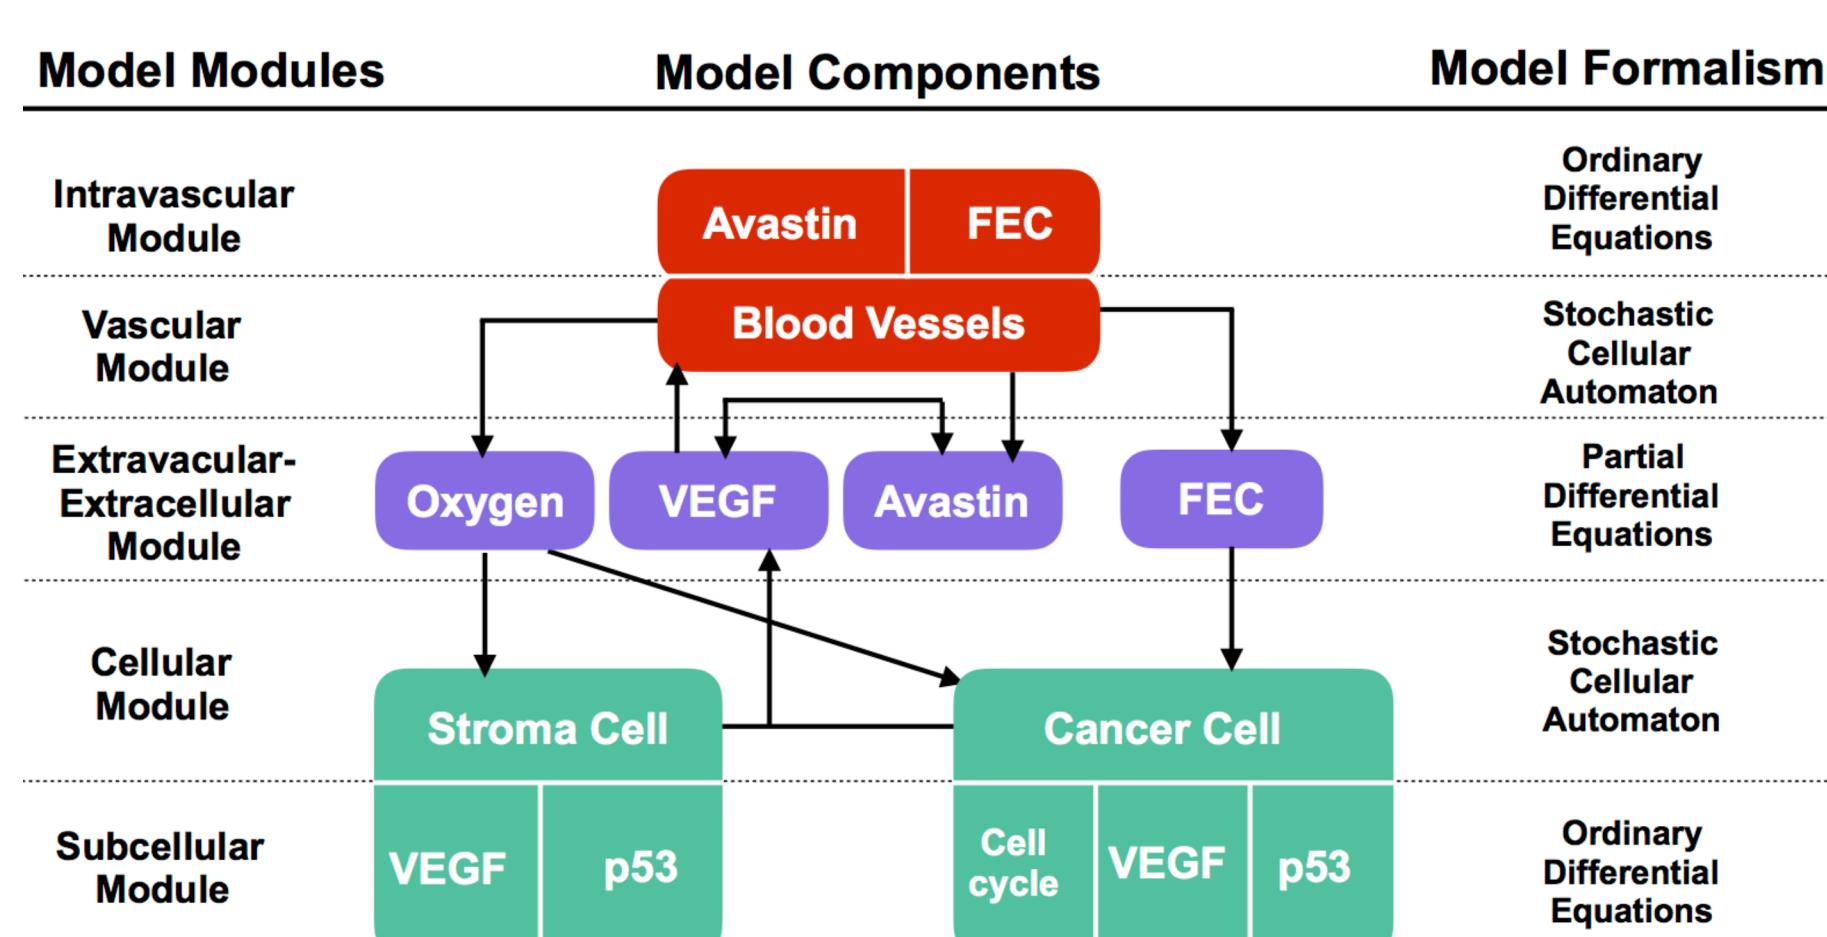 Model Modules
Model Components
Model Formalism
Intravascular
Module
Avastin
FEC
Ordinary
Differential
Equations
Vascular
Module
Blood Vessels
Stochastic
Cellular
Automaton
Extravacular-
Extracellular
Module
Oxygen
VEGF
Avastin
FEC
Partial
Differential
Equations
Cellular
Module
Stroma Cell
Cancer Cell
Stochastic
Cellular
Automaton
Subcellular
Module
VEGF
p53
Cell
cycle
VEGF
p53
Ordinary
Differential
Equations